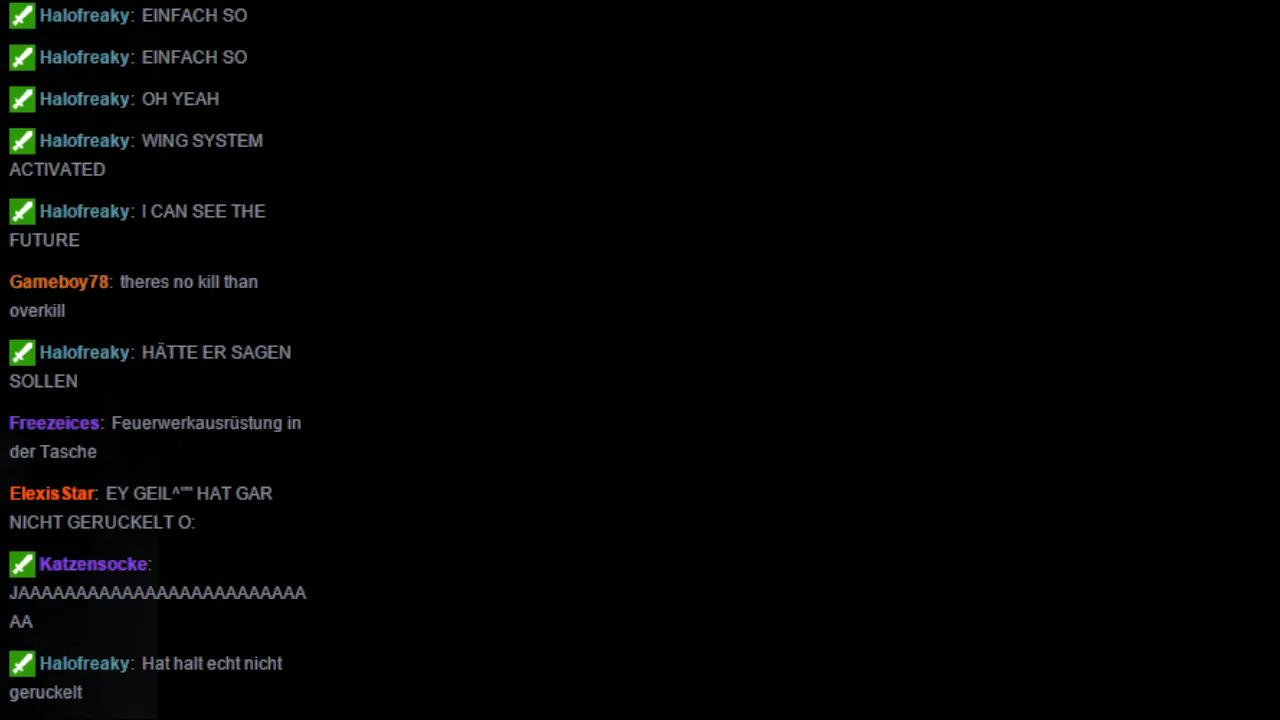 Halofreaky: EINFACH SO
Halofreaky: EINFACH SO
Halofreaky: OH YEAH
Halofreaky: WING SYSTEM
ACTIVATED
Halofreaky: I CAN SEE THE
FUTURE
Gameboy78: theres no kill than
overkill
Halofreaky: HÄTTE ER SAGEN
SOLLEN
Freezeices: Feuerwerkausrüstung in
der Tasche
ElexisStar: EY GEIL^"" HAT GAR
NICHT GERUCKELT O:
Katzensocke:
JAAAAAAAAAAAAAAAAAAAAAAAAA
AA
Halofreaky: Hat halt echt nicht
geruckelt